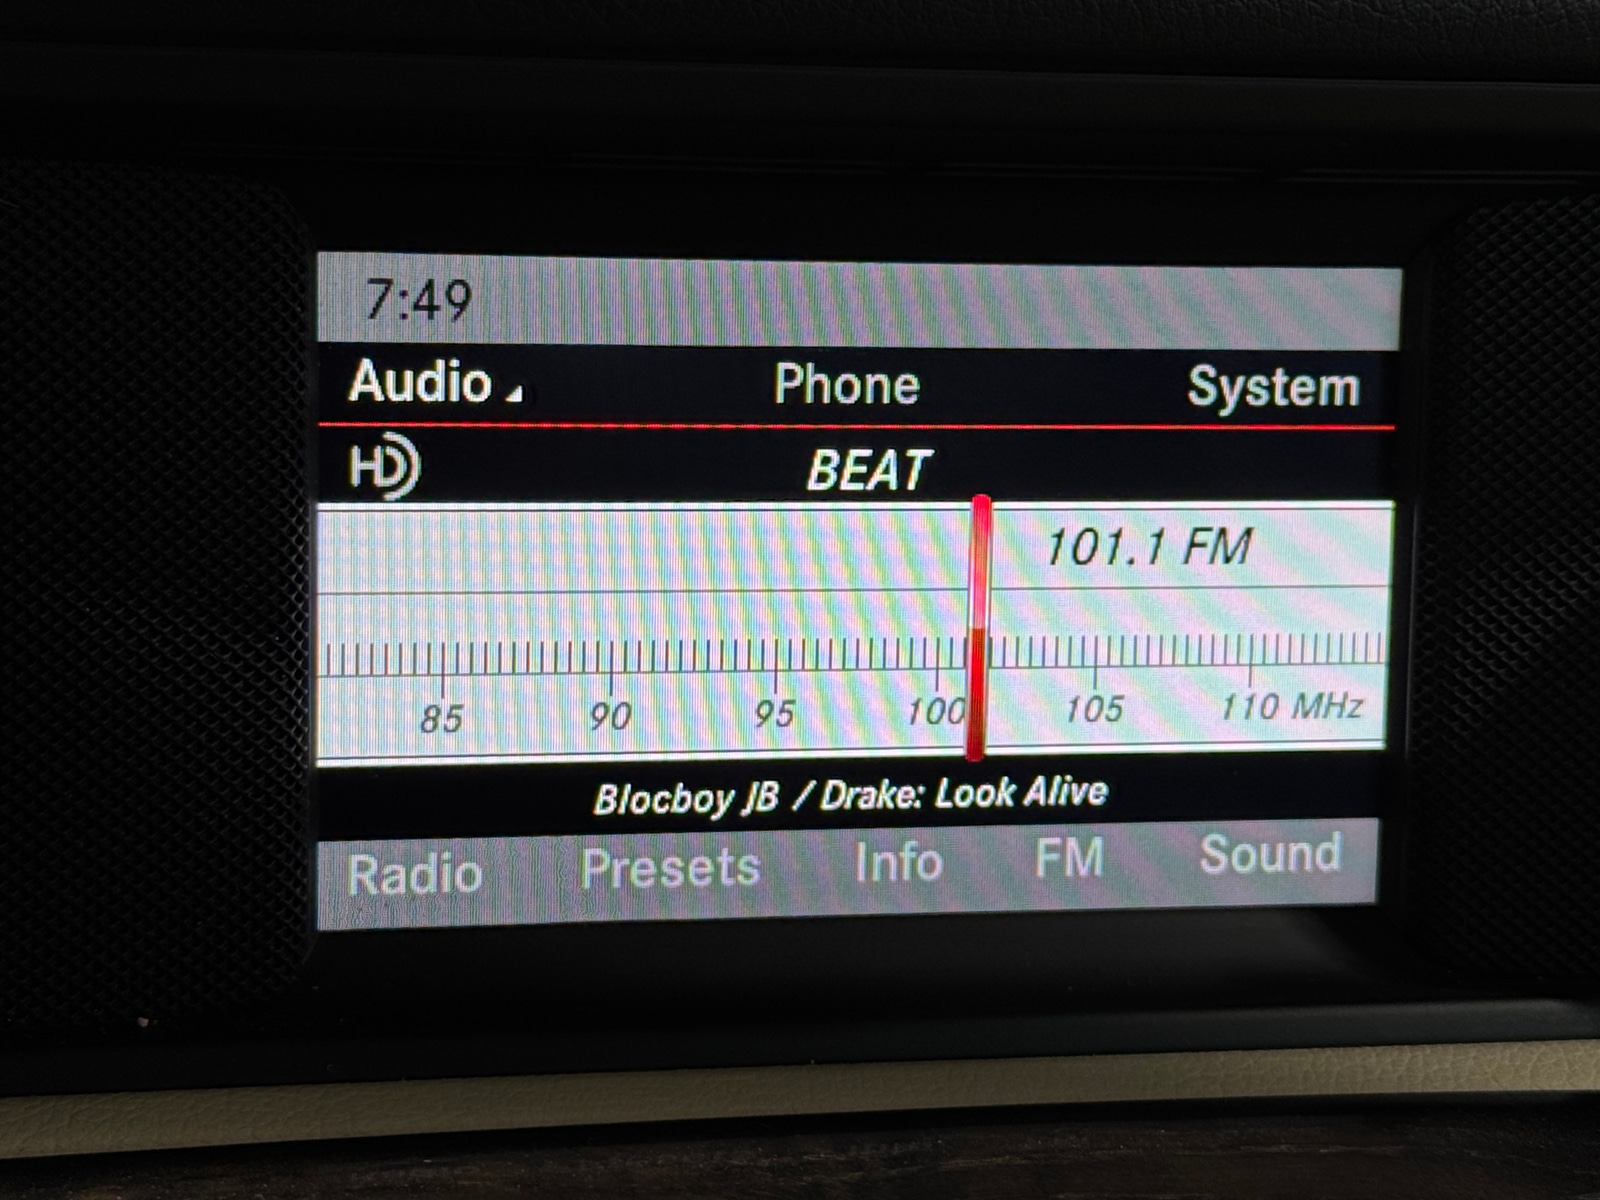 7:49
Audio Phone System
HD BEAT
101.1 FM
85 90 95 100 105 110 MHz
Blocboy JB / Drake: Look Alive
Radio Presets Info FM Sound